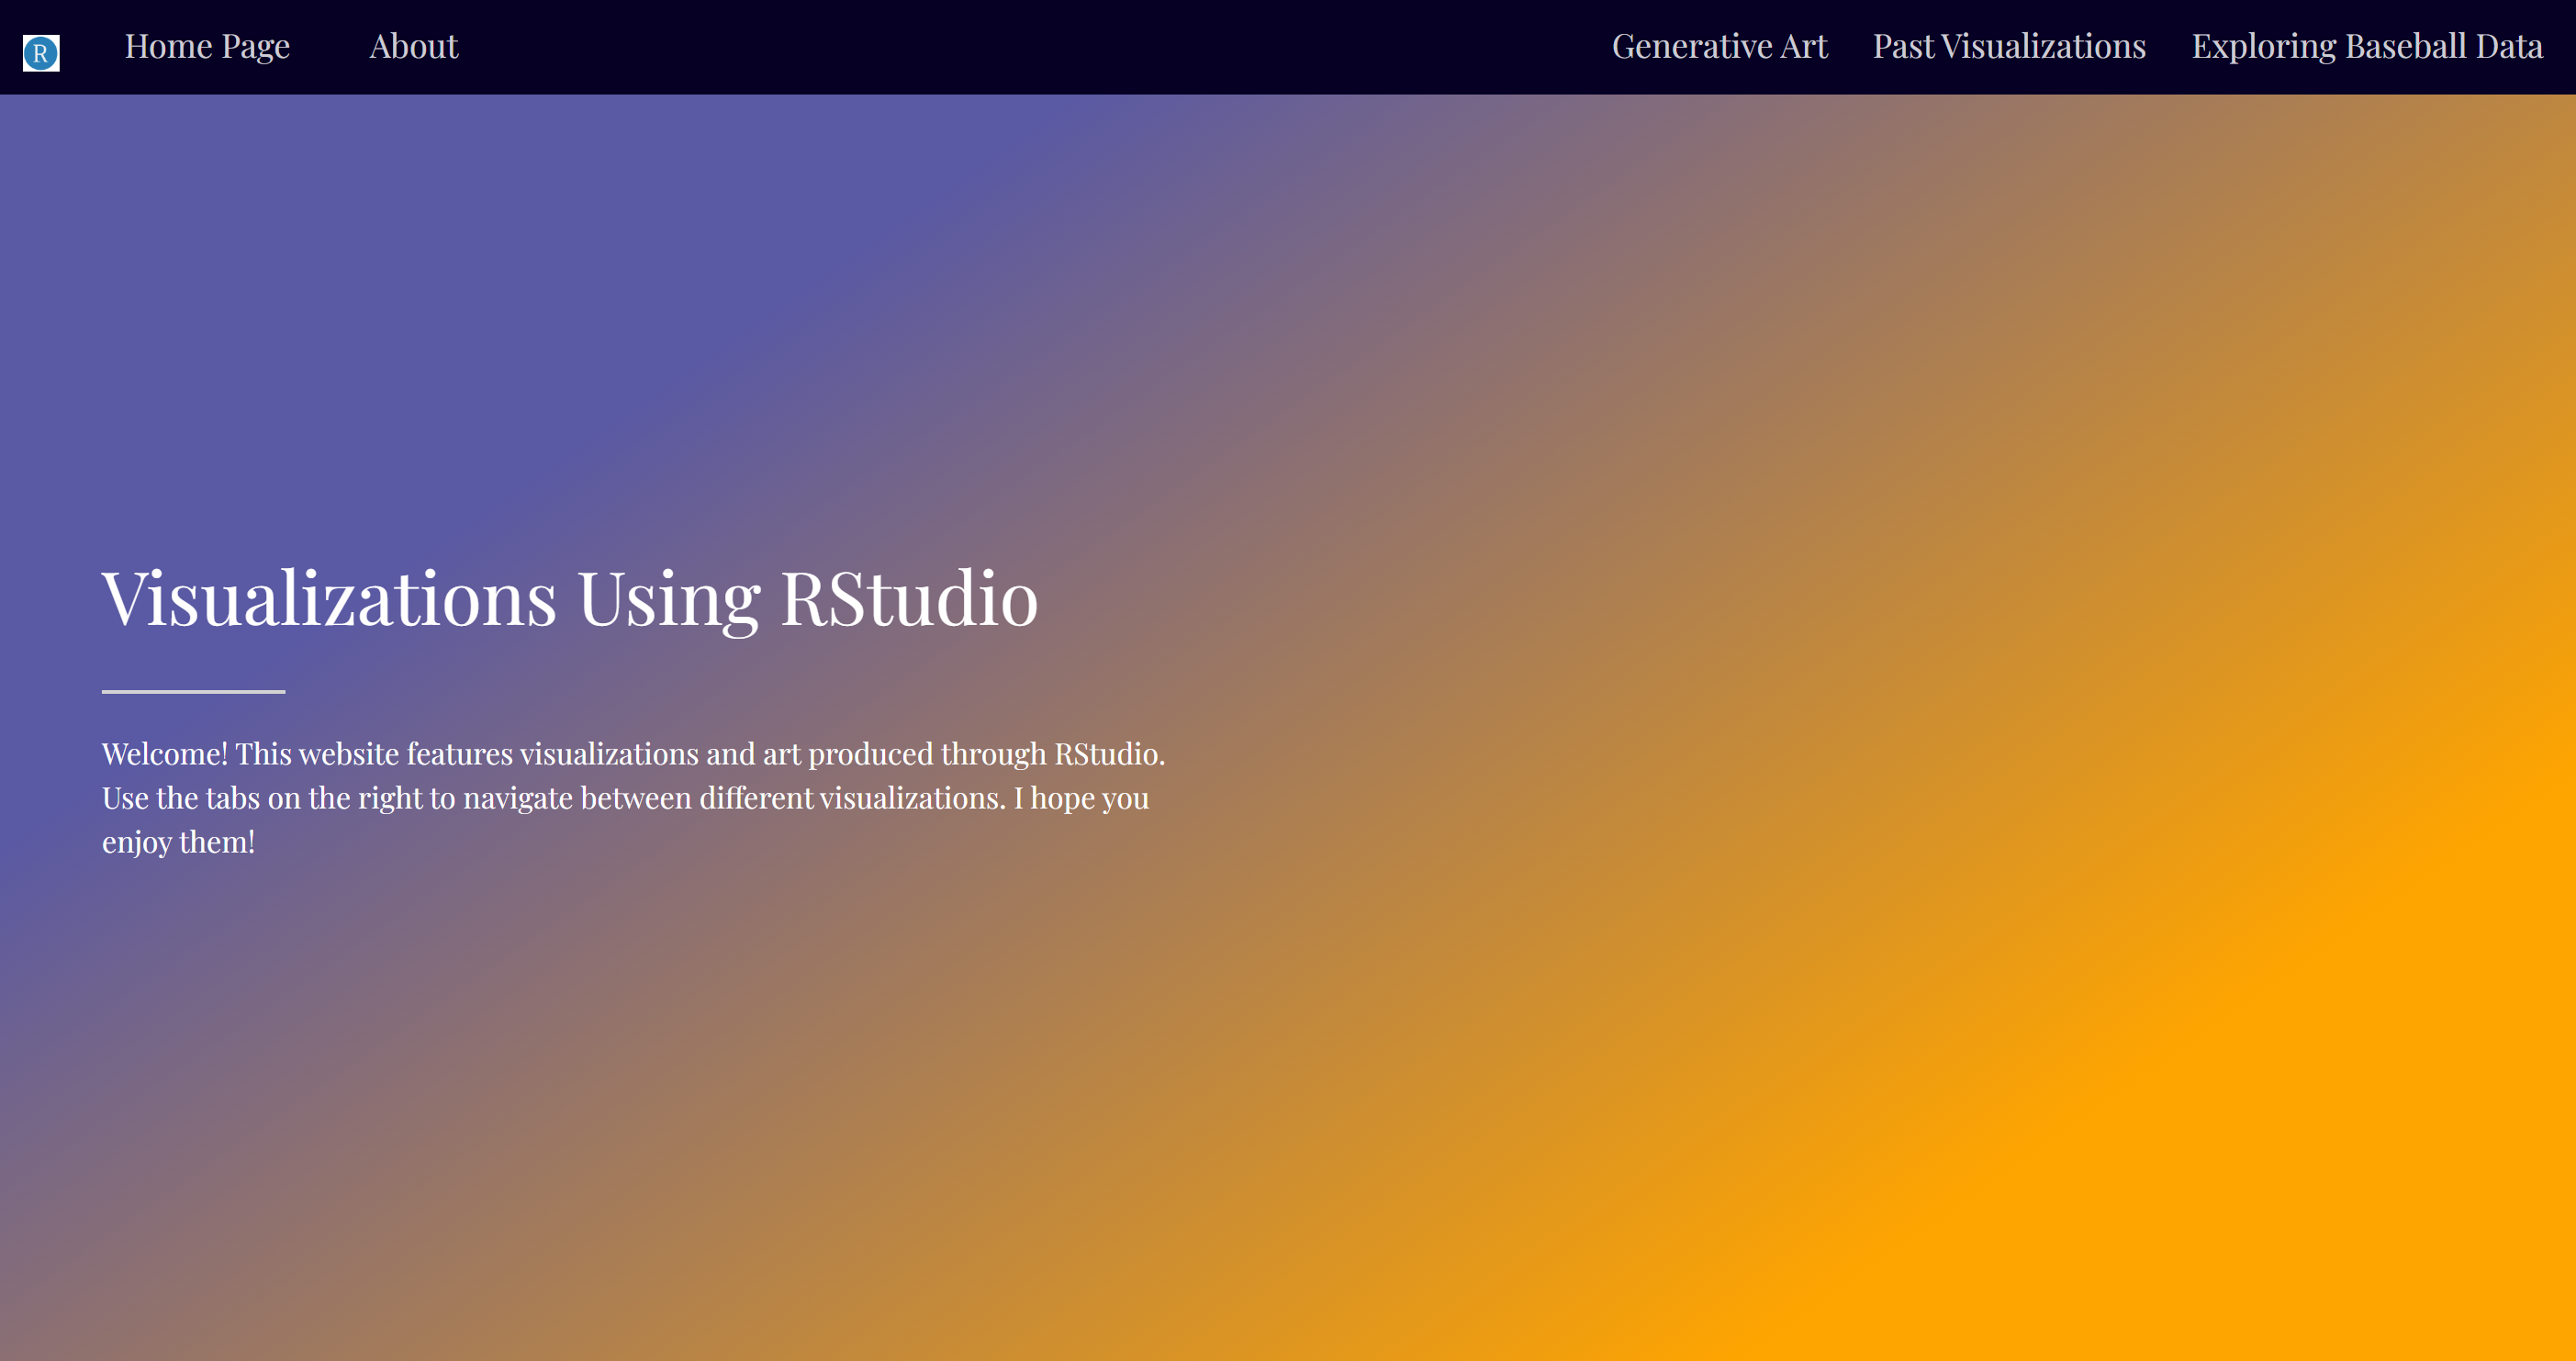 R
Home Page
About
Generative Art
Past Visualizations
Exploring Baseball Data
Visualizations Using RStudio
Welcome! This website features visualizations and art produced through RStudio.
Use the tabs on the right to navigate between different visualizations. I hope you
enjoy them!